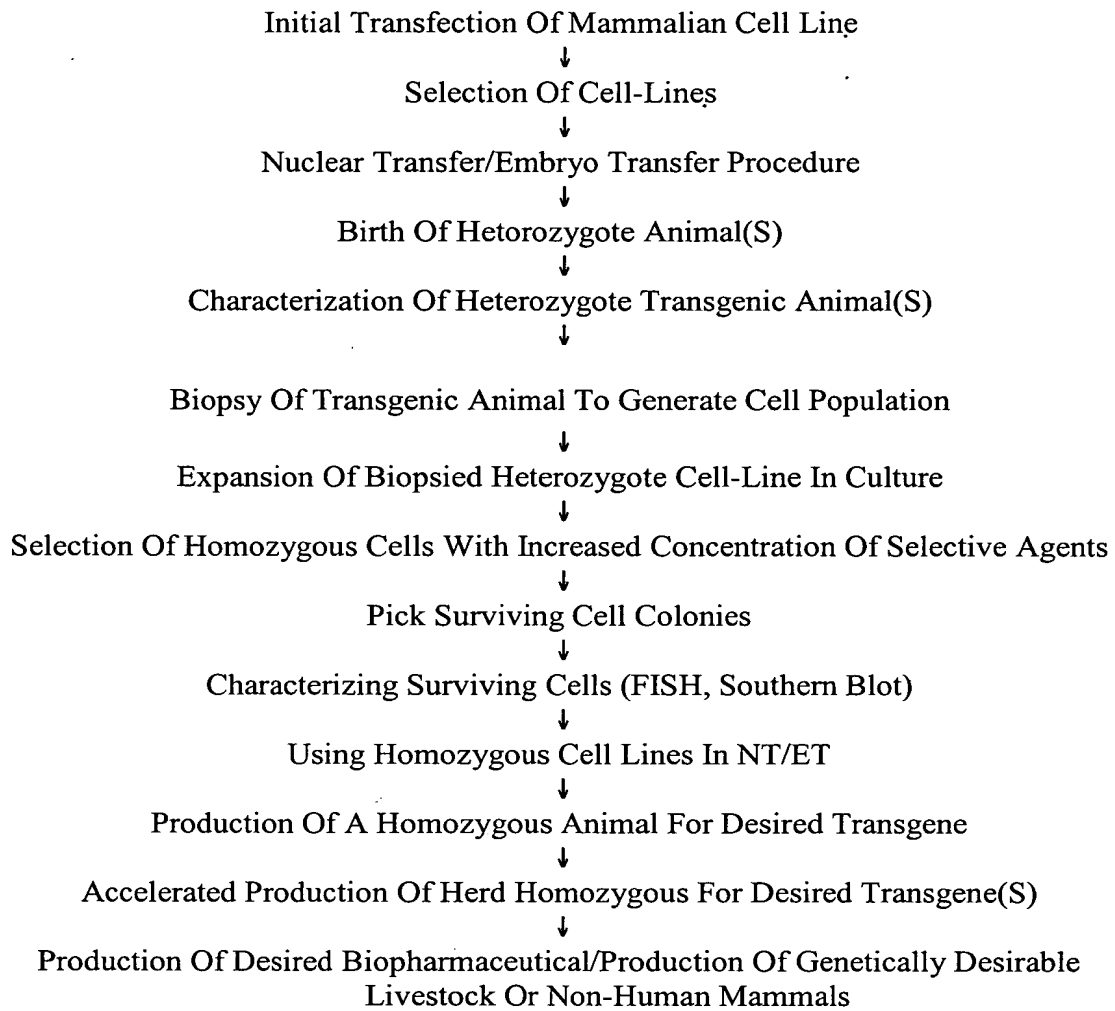 Initial Transfection Of Mammalian Cell Line
↓
Selection Of Cell-Lines
↓
Nuclear Transfer/Embryo Transfer Procedure
↓
Birth Of Hetorozygote Animal(S)
↓
Characterization Of Heterozygote Transgenic Animal(S)
↓
Biopsy Of Transgenic Animal To Generate Cell Population
↓
Expansion Of Biopsied Heterozygote Cell-Line In Culture
↓
Selection Of Homozygous Cells With Increased Concentration Of Selective Agents
↓
Pick Surviving Cell Colonies
↓
Characterizing Surviving Cells (FISH, Southern Blot)
↓
Using Homozygous Cell Lines In NT/ET
↓
Production Of A Homozygous Animal For Desired Transgene
↓
Accelerated Production Of Herd Homozygous For Desired Transgene(S)
↓
Production Of Desired Biopharmaceutical/Production Of Genetically Desirable
Livestock Or Non-Human Mammals